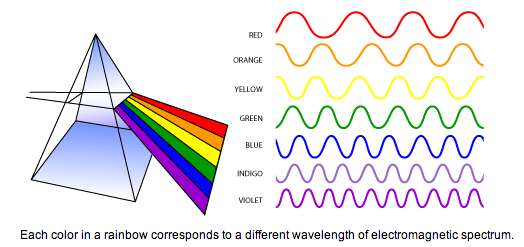 RED
ORANGE
YELLOW
GREEN
BLUE
INDIGO
VIOLET
Each color in a rainbow corresponds to a different wavelength of electromagnetic spectrum.